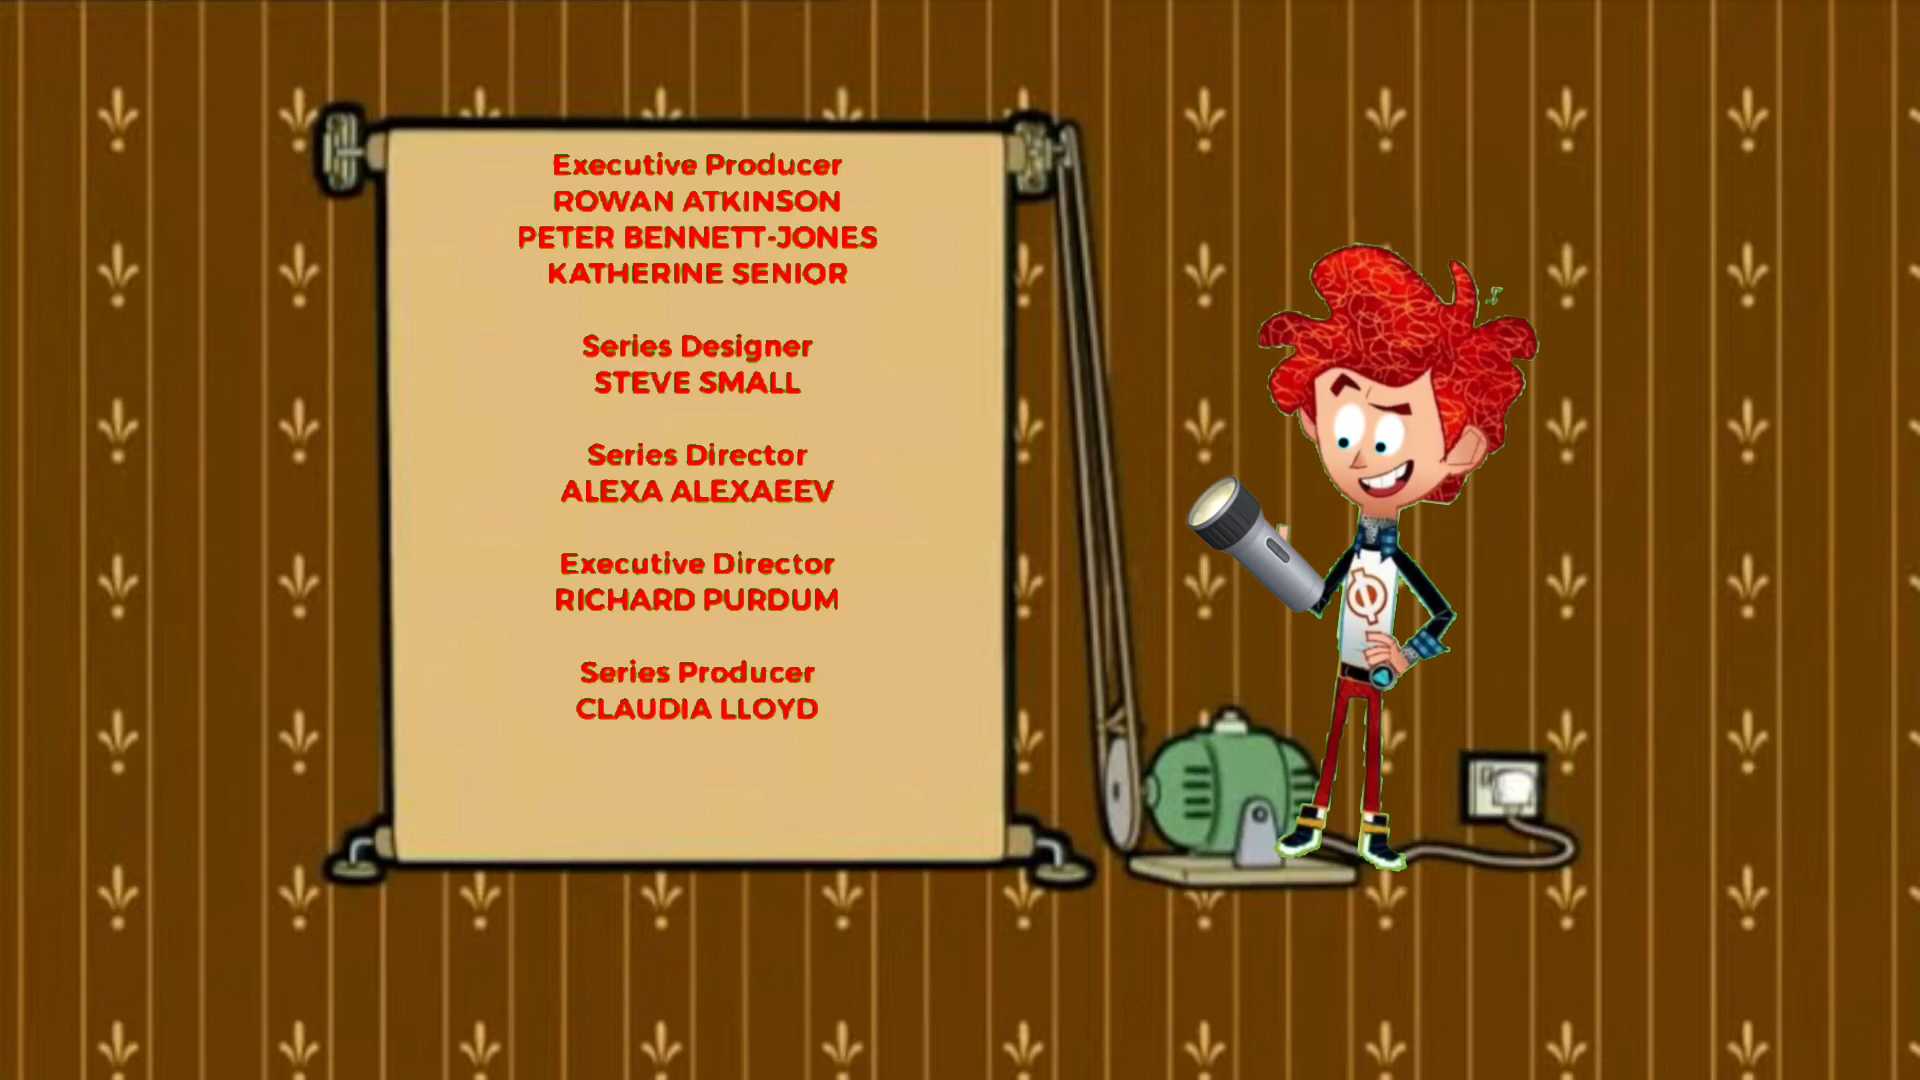 Executive Producer
ROWAN ATKINSON
PETER BENNETT-JONES
KATHERINE SENIOR
Series Designer
STEVE SMALL
Series Director
ALEXA ALEXAEEV
Executive Director
RICHARD PURDUM
Series Producer
CLAUDIA LLOYD